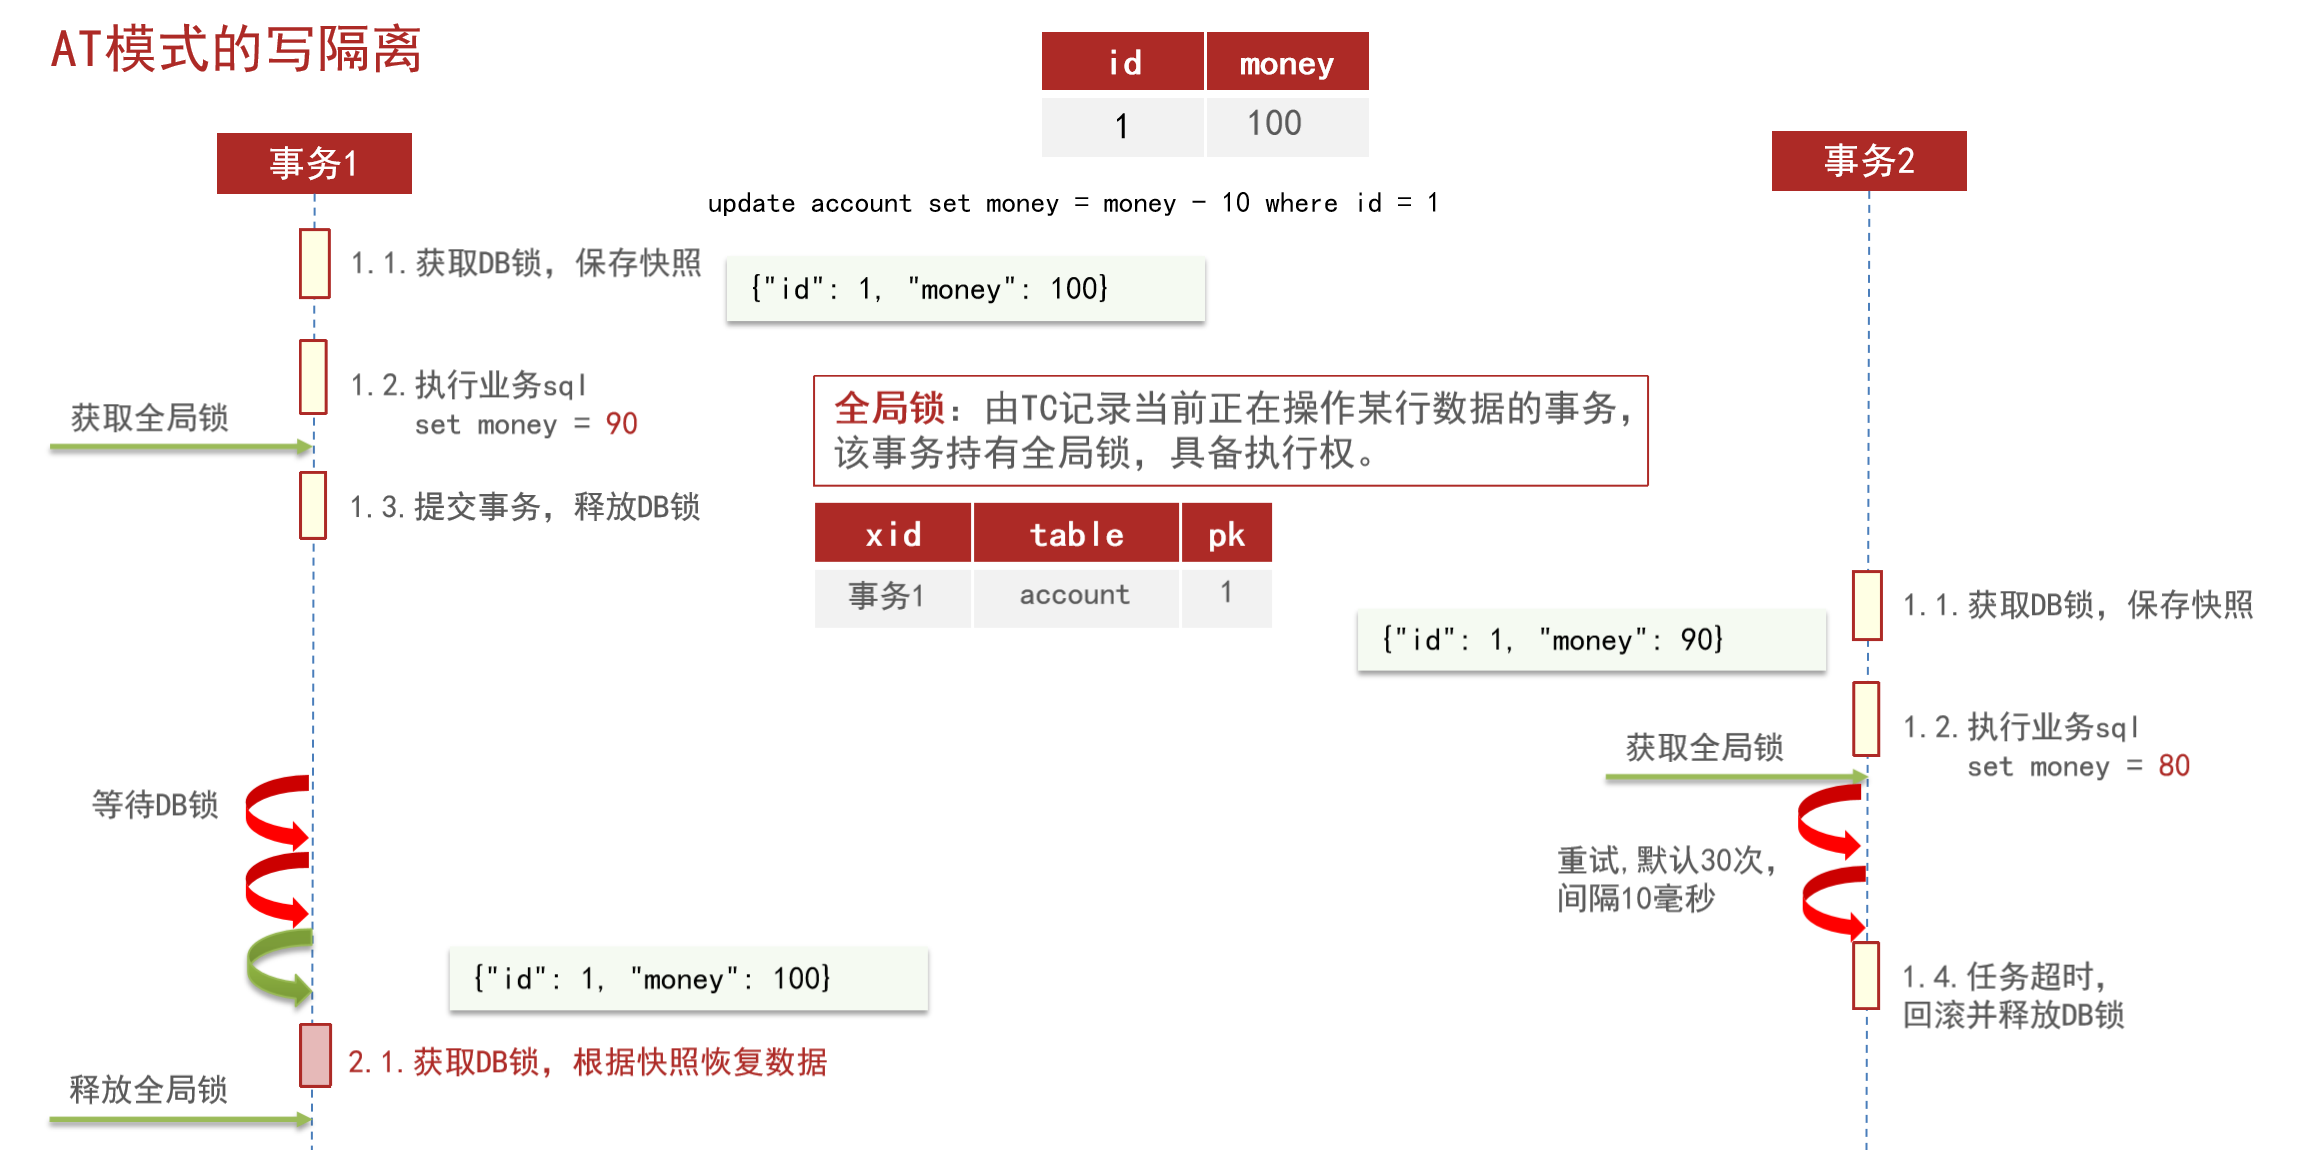 AT模式的写隔离
id money
1 100
事务1
事务2
update account set money = money - 10 where id = 1
1.1.获取DB锁，保存快照
{"id": 1, "money": 100}
1.2.执行业务sql
set money = 90
获取全局锁
全局锁：由TC记录当前正在操作某行数据的事务，
该事务持有全局锁，具备执行权。
1.3.提交事务，释放DB锁
xid table pk
事务1 account 1
1.1.获取DB锁，保存快照
{"id": 1, "money": 90}
1.2.执行业务sql
set money = 80
获取全局锁
等待DB锁
重试,默认30次，
间隔10毫秒
{"id": 1, "money": 100}
1.4.任务超时，
回滚并释放DB锁
2.1.获取DB锁，根据快照恢复数据
释放全局锁